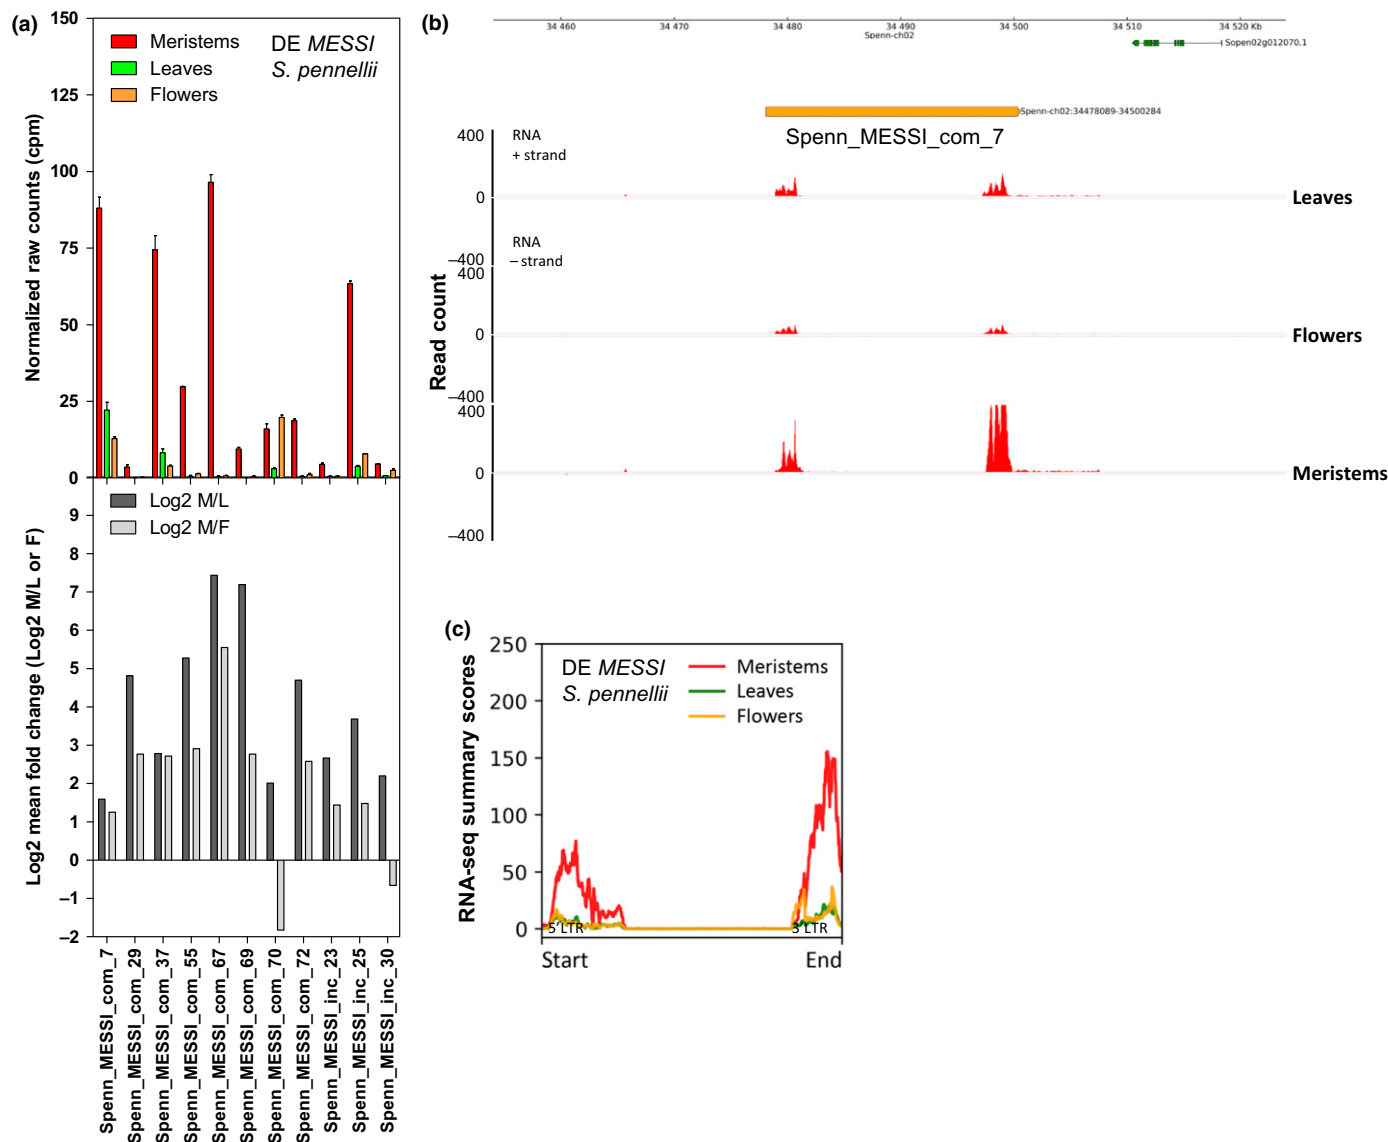 (a)
150
125
100
75
50
25
0
Normalized raw counts (cpm)
Meristems
Leaves
Flowers
DE MESSI
S. pennellii
Log2 M/L
Log2 M/F
9
8
7
6
5
4
3
2
1
0
−1
−2
Log2 mean fold change (Log2 M/L or F)
Spenn_MESSI_com_7
Spenn_MESSI_com_29
Spenn_MESSI_com_37
Spenn_MESSI_com_55
Spenn_MESSI_com_67
Spenn_MESSI_com_69
Spenn_MESSI_com_70
Spenn_MESSI_com_72
Spenn_MESSI_inc_23
Spenn_MESSI_inc_25
Spenn_MESSI_inc_30
(b)
34 460 34 470 34 480 34 490 34 500 34 510 34 520 Kb
Spenn-ch02
Sopen02g012070.1
Spenn-ch02:34478089-34500284
Spenn_MESSI_com_7
Read count
400
RNA
+ strand
0
Leaves
RNA
− strand
−400
400
0
Flowers
−400
400
0
Meristems
−400
(c)
250
200
150
100
50
0
RNA-seq summary scores
DE MESSI
S. pennellii
Meristems
Leaves
Flowers
5' LTR
3' LTR
Start
End